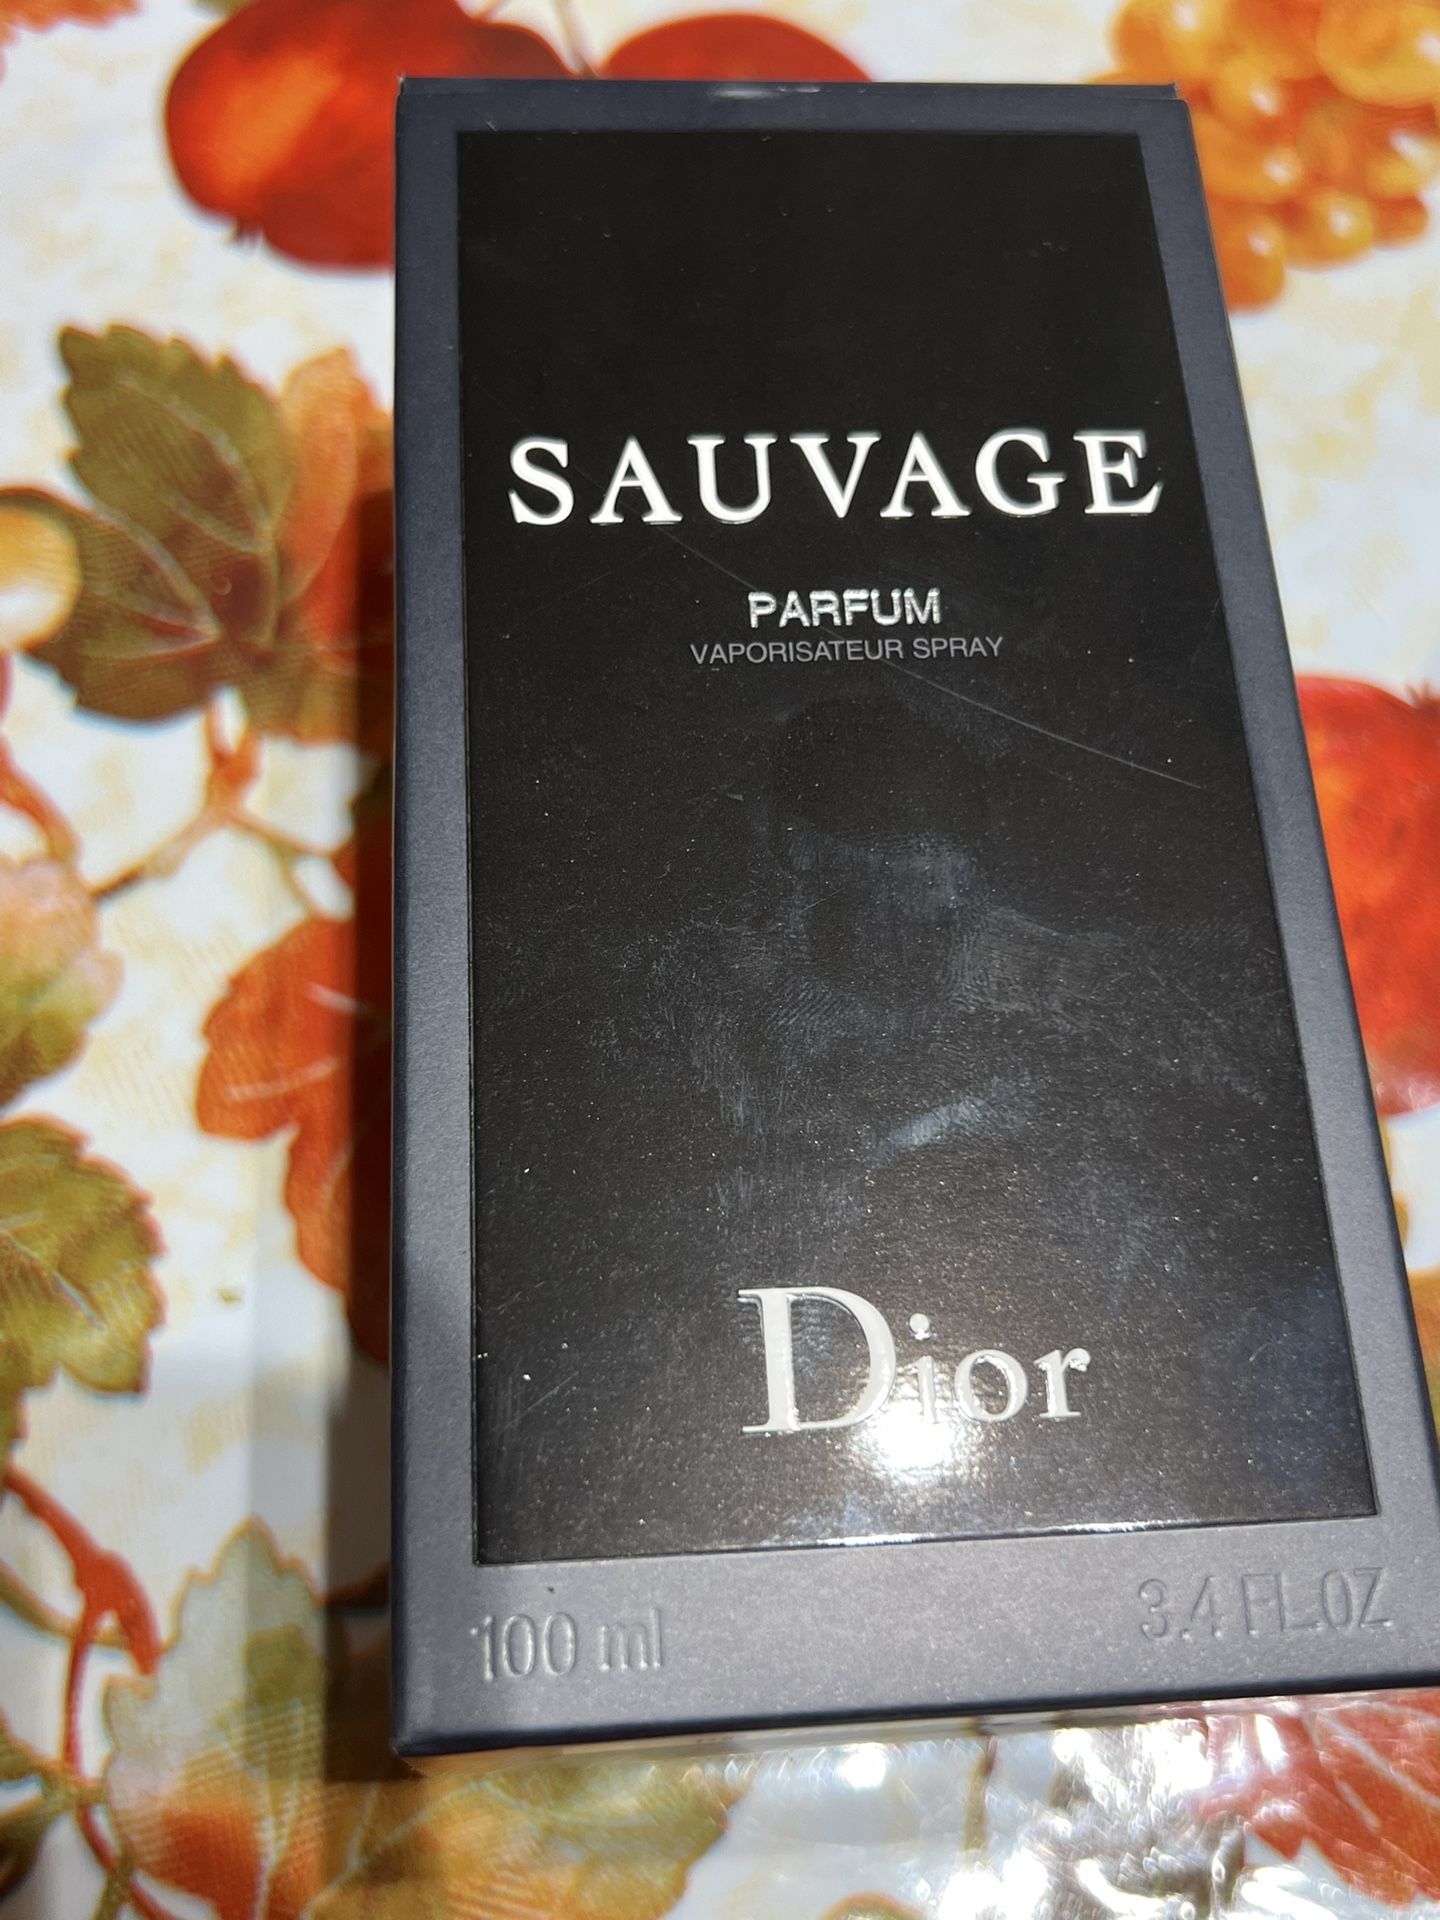 SAUVAGE
PARFUM
VAPORISATEUR SPRAY
Dior
100 ml 3.4 FL.OZ